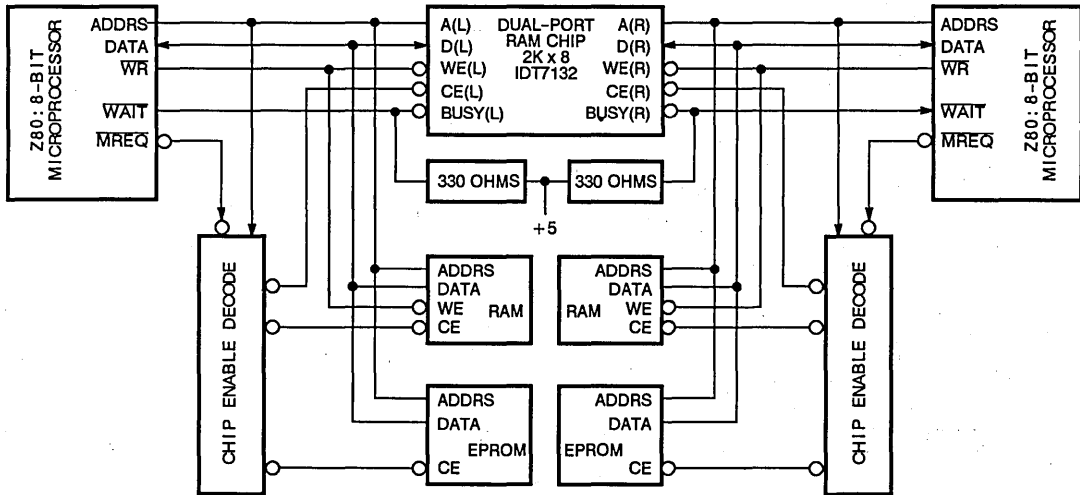 Z80: 8-BIT
MICROPROCESSOR
ADDRS
DATA
WR
WAIT
MREQ
A(L)
D(L)
WE(L)
CE(L)
BUSY(L)
DUAL-PORT
RAM CHIP
2K x 8
IDT7132
A(R)
D(R)
WE(R)
CE(R)
BUSY(R)
ADDRS
DATA
WR
WAIT
MREQ
Z80: 8-BIT
MICROPROCESSOR
330 OHMS
330 OHMS
+5
CHIP ENABLE DECODE
ADDRS
DATA
WE
RAM
CE
ADDRS
DATA
RAM
WE
CE
ADDRS
DATA
EPROM
CE
ADDRS
DATA
EPROM
CE
CHIP ENABLE DECODE